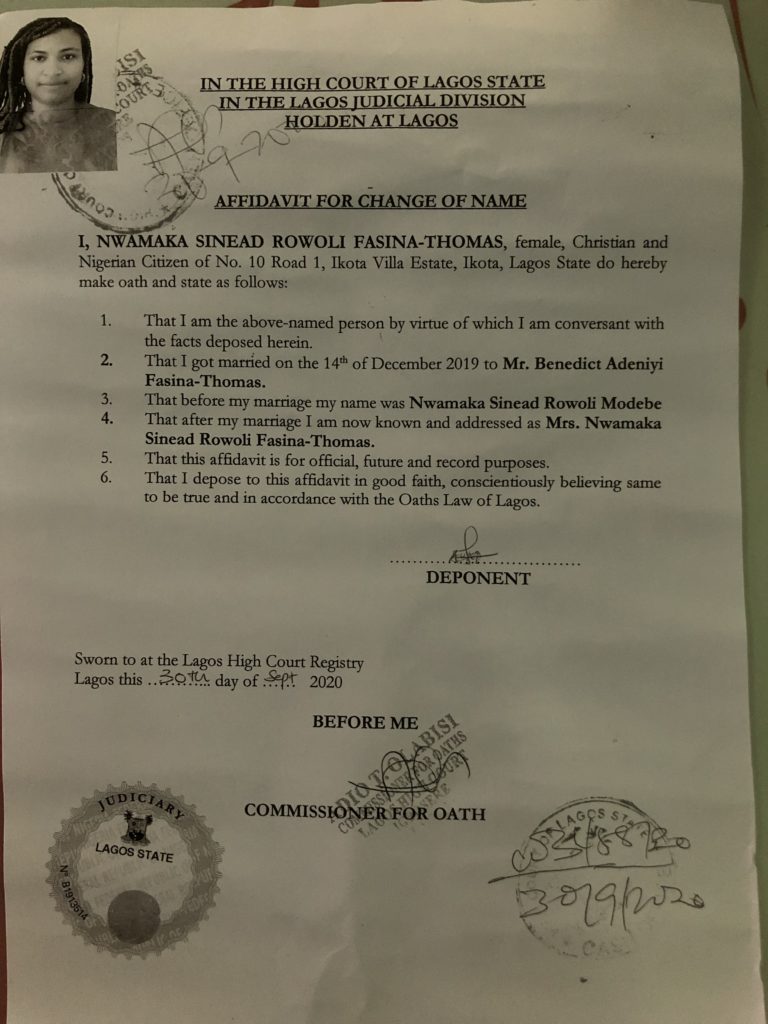 IN THE HIGH COURT OF LAGOS STATE
IN THE LAGOS JUDICIAL DIVISION
HOLDEN AT LAGOS
AFFIDAVIT FOR CHANGE OF NAME
I, NWAMAKA SINEAD ROWOLI FASINA-THOMAS, female, Christian and
Nigerian Citizen of No. 10 Road 1, Ikota Villa Estate, Ikota, Lagos State do hereby
make oath and state as follows:
1. That I am the above-named person by virtue of which I am conversant with
the facts deposed herein.
2. That I got married on the 14th of December 2019 to Mr. Benedict Adeniyi
Fasina-Thomas.
3. That before my marriage my name was Nwamaka Sinead Rowoli Modebe
4. That after my marriage I am now known and addressed as Mrs. Nwamaka
Sinead Rowoli Fasina-Thomas.
5. That this affidavit is for official, future and record purposes.
6. That I depose to this affidavit in good faith, conscientiously believing same
to be true and in accordance with the Oaths Law of Lagos.
DEPONENT
Sworn to at the Lagos High Court Registry
Lagos this ..30th.. day of ..Sept.. 2020
BEFORE ME
T. OLABISI
COMMISSIONER FOR OATHS
COURT
COMMISSIONER FOR OATH
JUDICIARY
LAGOS STATE
Nº 81913514
LAGOS
30/9/2020